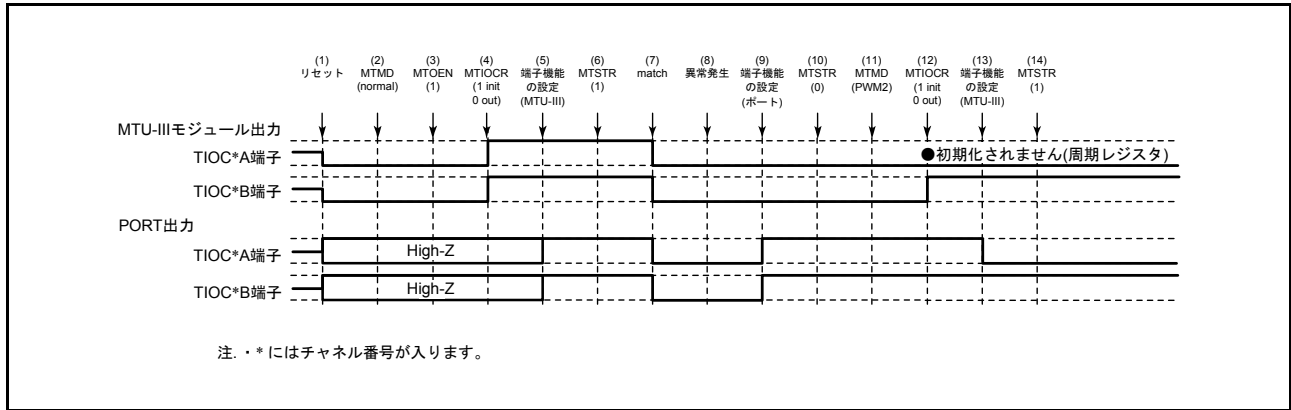 (1) (2) (3) (4) (5) (6) (7) (8) (9) (10) (11) (12) (13) (14)
リセット MTMD MTOEN MTIOCR 端子機能 MTSTR match 異常発生 端子機能 MTSTR MTMD MTIOCR 端子機能 MTSTR
(normal) (1) (1 init の設定 (1) の設定 (0) (PWM2) (1 init の設定 (1)
0 out) (MTU-III) (ポート) 0 out) (MTU-III)
MTU-IIIモジュール出力
TIOC*A端子 ●初期化されません(周期レジスタ)
TIOC*B端子
PORT出力
TIOC*A端子 High-Z
TIOC*B端子 High-Z
注. ・* にはチャネル番号が入ります。